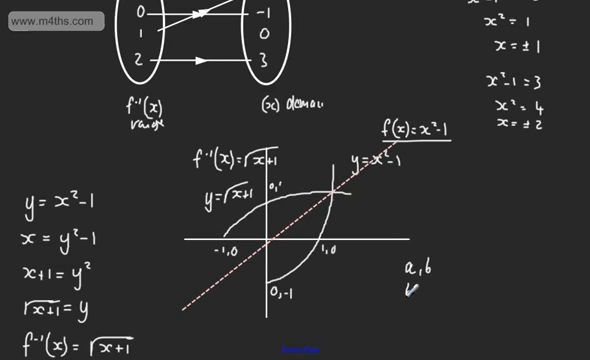 www.m4ths.com
0
1
2
-1
0
3
f⁻¹(x)
range
(x) domain
x² = 1
x = ± 1
x²-1 = 3
x² = 4
x = ± 2
f(x) = x²-1
y = x²-1
f⁻¹(x) = √x+1
y = √x+1
0,1
-1,0
1,0
0,-1
a,b
y = x²-1
x = y²-1
x+1 = y²
√x+1 = y
f⁻¹(x) = √x+1